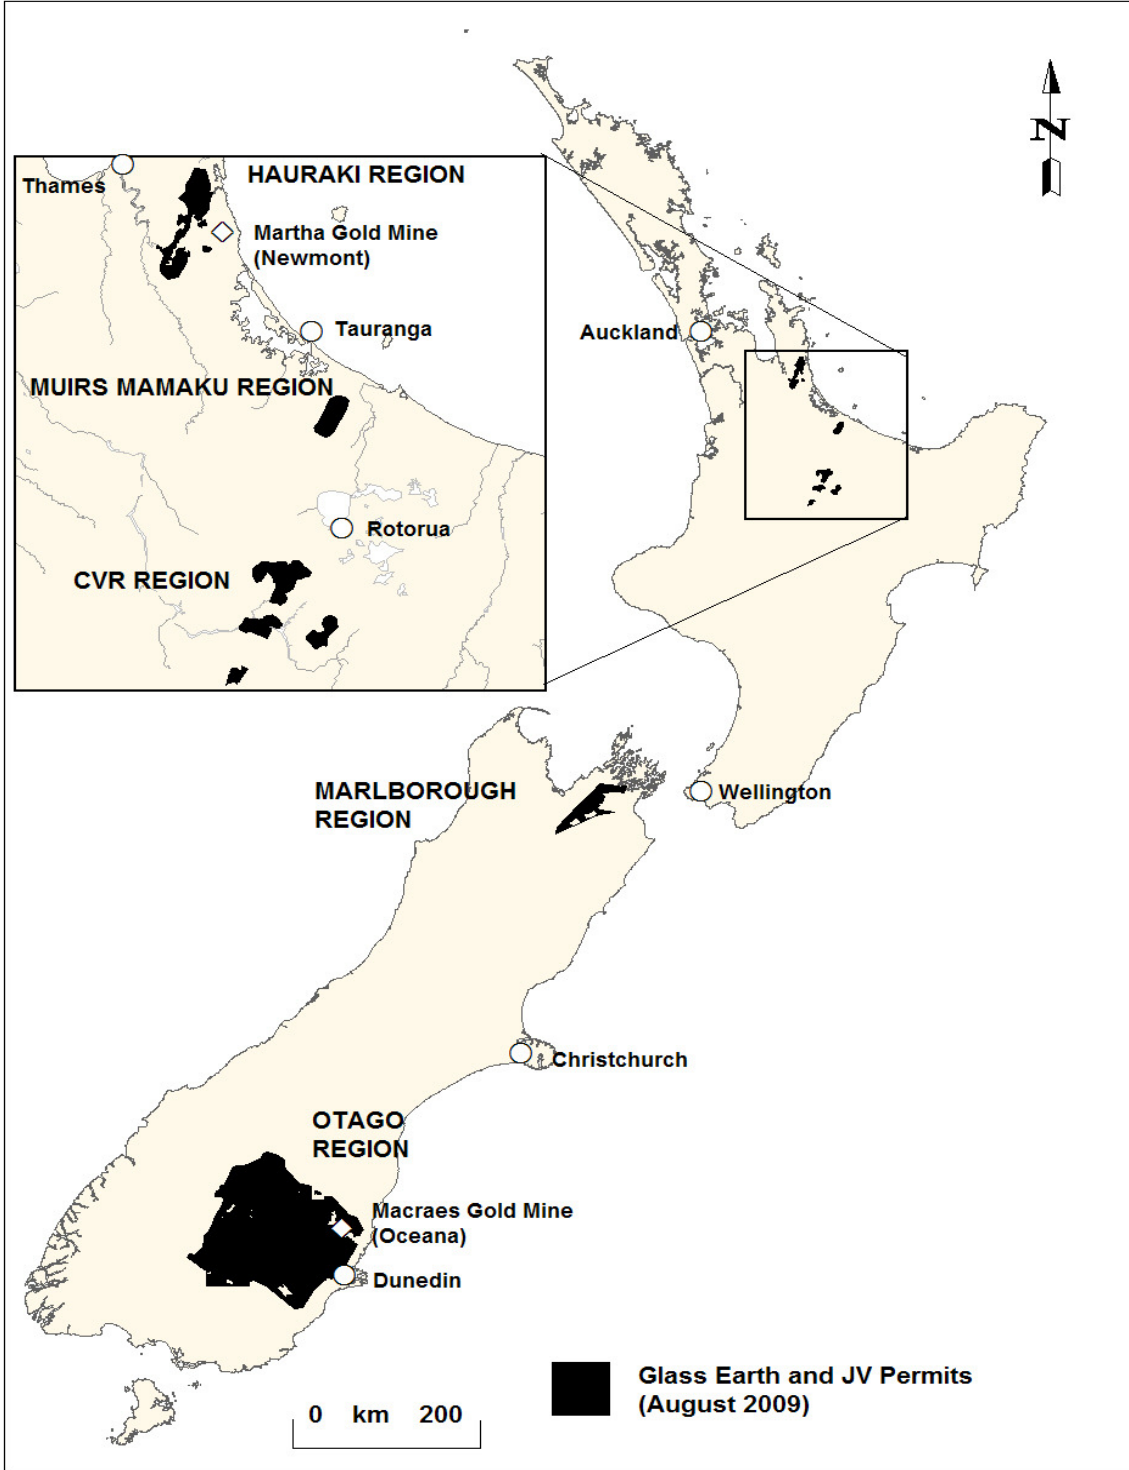 N
HAURAKI REGION
Thames
Martha Gold Mine
(Newmont)
Tauranga
Auckland
MUIRS MAMAKU REGION
Rotorua
CVR REGION
MARLBOROUGH
REGION
Wellington
Christchurch
OTAGO
REGION
Macraes Gold Mine
(Oceana)
Dunedin
Glass Earth and JV Permits
(August 2009)
0 km 200